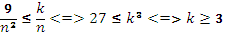 9/n² ≤ k/n <=> 27 ≤ k³ <=> k ≥ 3